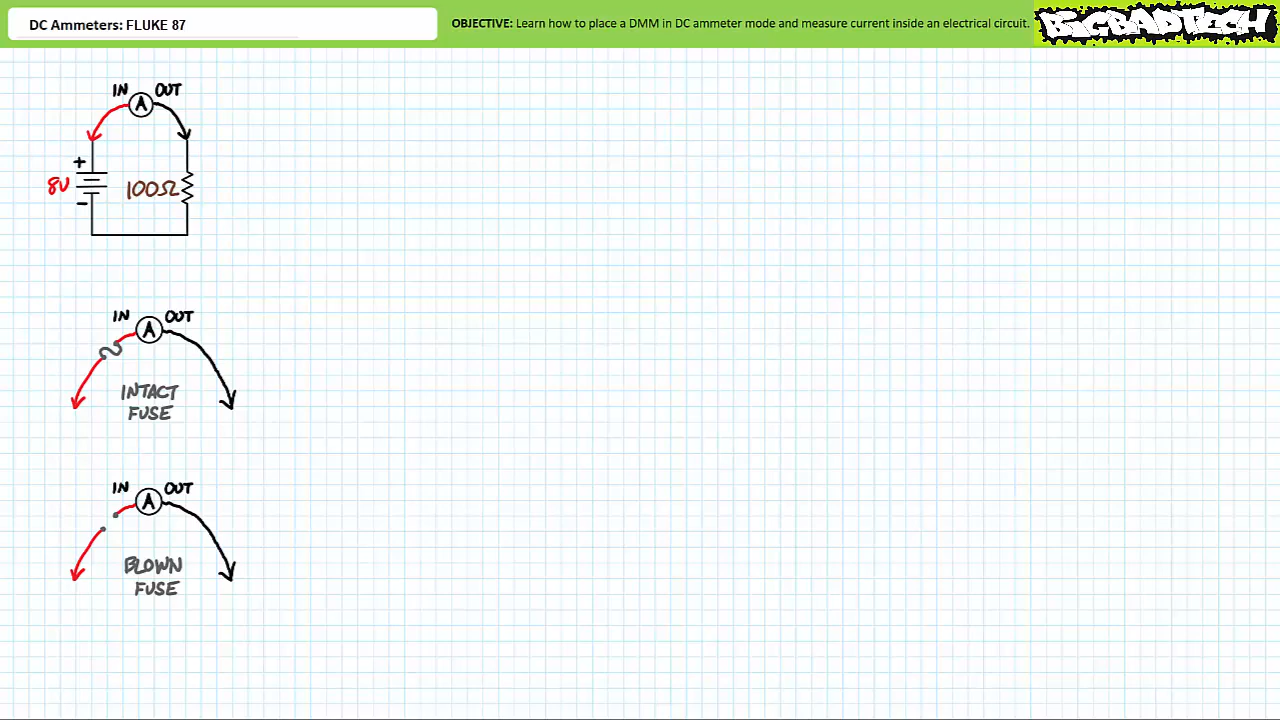 DC Ammeters: FLUKE 87
OBJECTIVE: Learn how to place a DMM in DC ammeter mode and measure current inside an electrical circuit.
BIGBADTECH
IN A OUT
+
8V 100Ω
-
IN A OUT
INTACT
FUSE
IN A OUT
BLOWN
FUSE